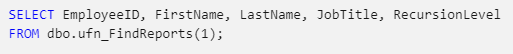 SELECT EmployeeID, FirstName, LastName, JobTitle, RecursionLevel
FROM dbo.ufn_FindReports(1);